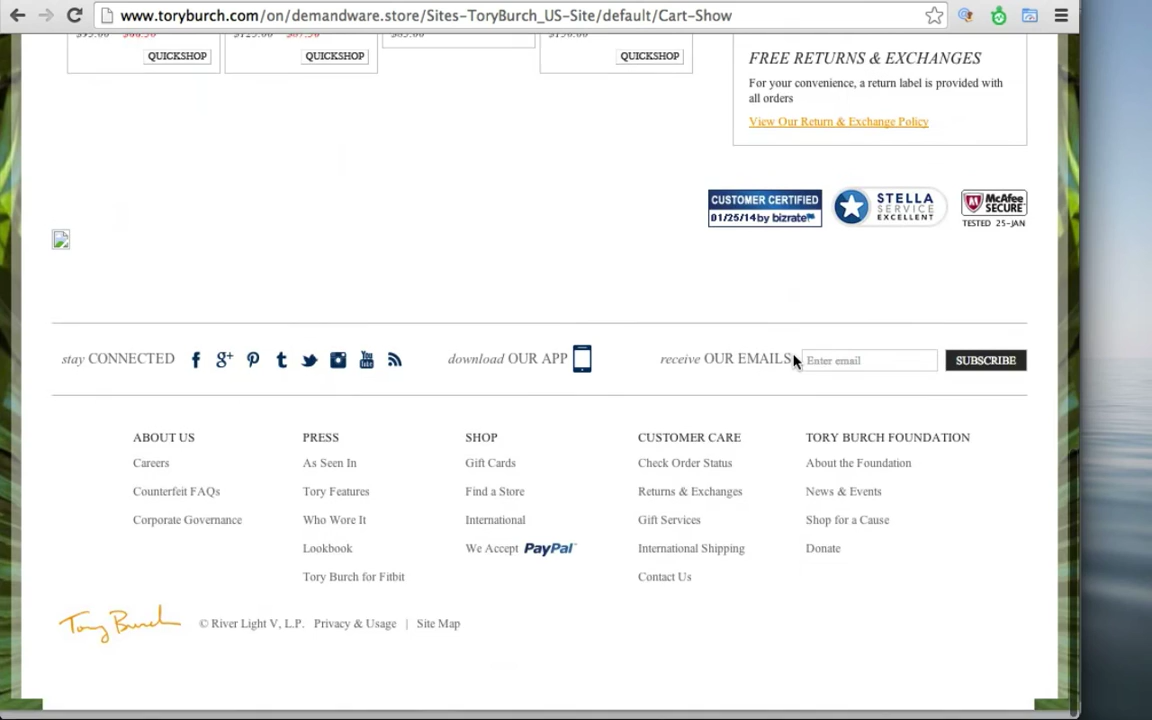 www.toryburch.com/on/demandware.store/Sites-ToryBurch_US-Site/default/Cart-Show
QUICKSHOP QUICKSHOP QUICKSHOP
FREE RETURNS & EXCHANGES
For your convenience, a return label is provided with
all orders
View Our Return & Exchange Policy
CUSTOMER CERTIFIED
01/25/14 by bizrate
STELLA
SERVICE
EXCELLENT
McAfee
SECURE
TESTED 25-JAN
stay CONNECTED
You
Tube
download OUR APP
receive OUR EMAILS
Enter email
SUBSCRIBE
ABOUT US
Careers
Counterfeit FAQs
Corporate Governance
PRESS
As Seen In
Tory Features
Who Wore It
Lookbook
Tory Burch for Fitbit
SHOP
Gift Cards
Find a Store
International
We Accept PayPal
CUSTOMER CARE
Check Order Status
Returns & Exchanges
Gift Services
International Shipping
Contact Us
TORY BURCH FOUNDATION
About the Foundation
News & Events
Shop for a Cause
Donate
Tory Burch
© River Light V, L.P. Privacy & Usage | Site Map